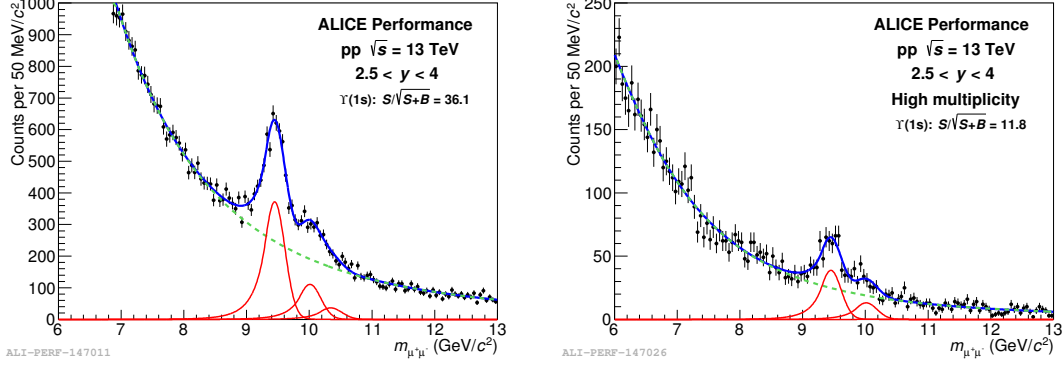 Counts per 50 MeV/c²
1000
900
800
700
600
500
400
300
200
100
0
ALICE Performance
pp √s = 13 TeV
2.5 < y < 4
ϒ(1s): S/√S+B = 36.1
6 7 8 9 10 11 12 13
m_μ⁺μ⁻ (GeV/c²)
ALI-PERF-147011
Counts per 50 MeV/c²
250
200
150
100
50
0
ALICE Performance
pp √s = 13 TeV
2.5 < y < 4
High multiplicity
ϒ(1s): S/√S+B = 11.8
6 7 8 9 10 11 12 13
m_μ⁺μ⁻ (GeV/c²)
ALI-PERF-147026